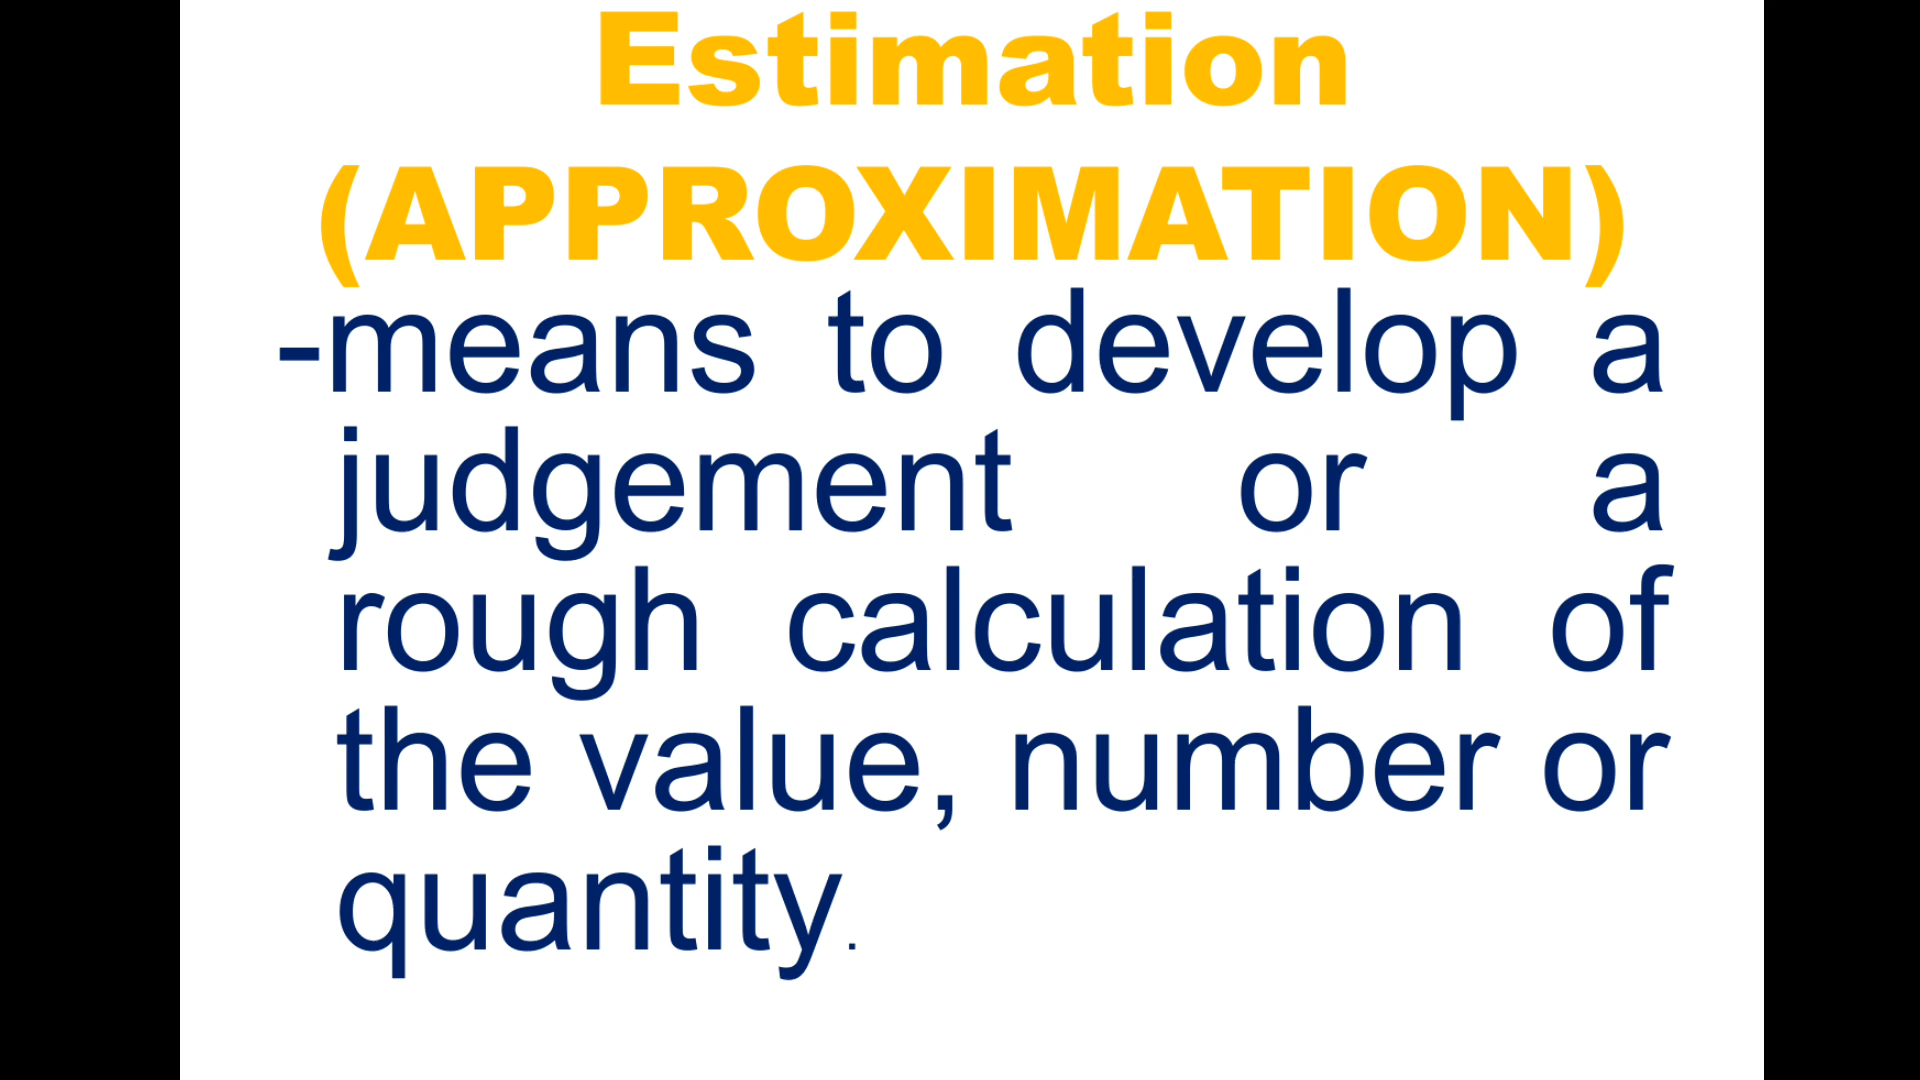 Estimation
(APPROXIMATION)
-means to develop a
judgement or a
rough calculation of
the value, number or
quantity.